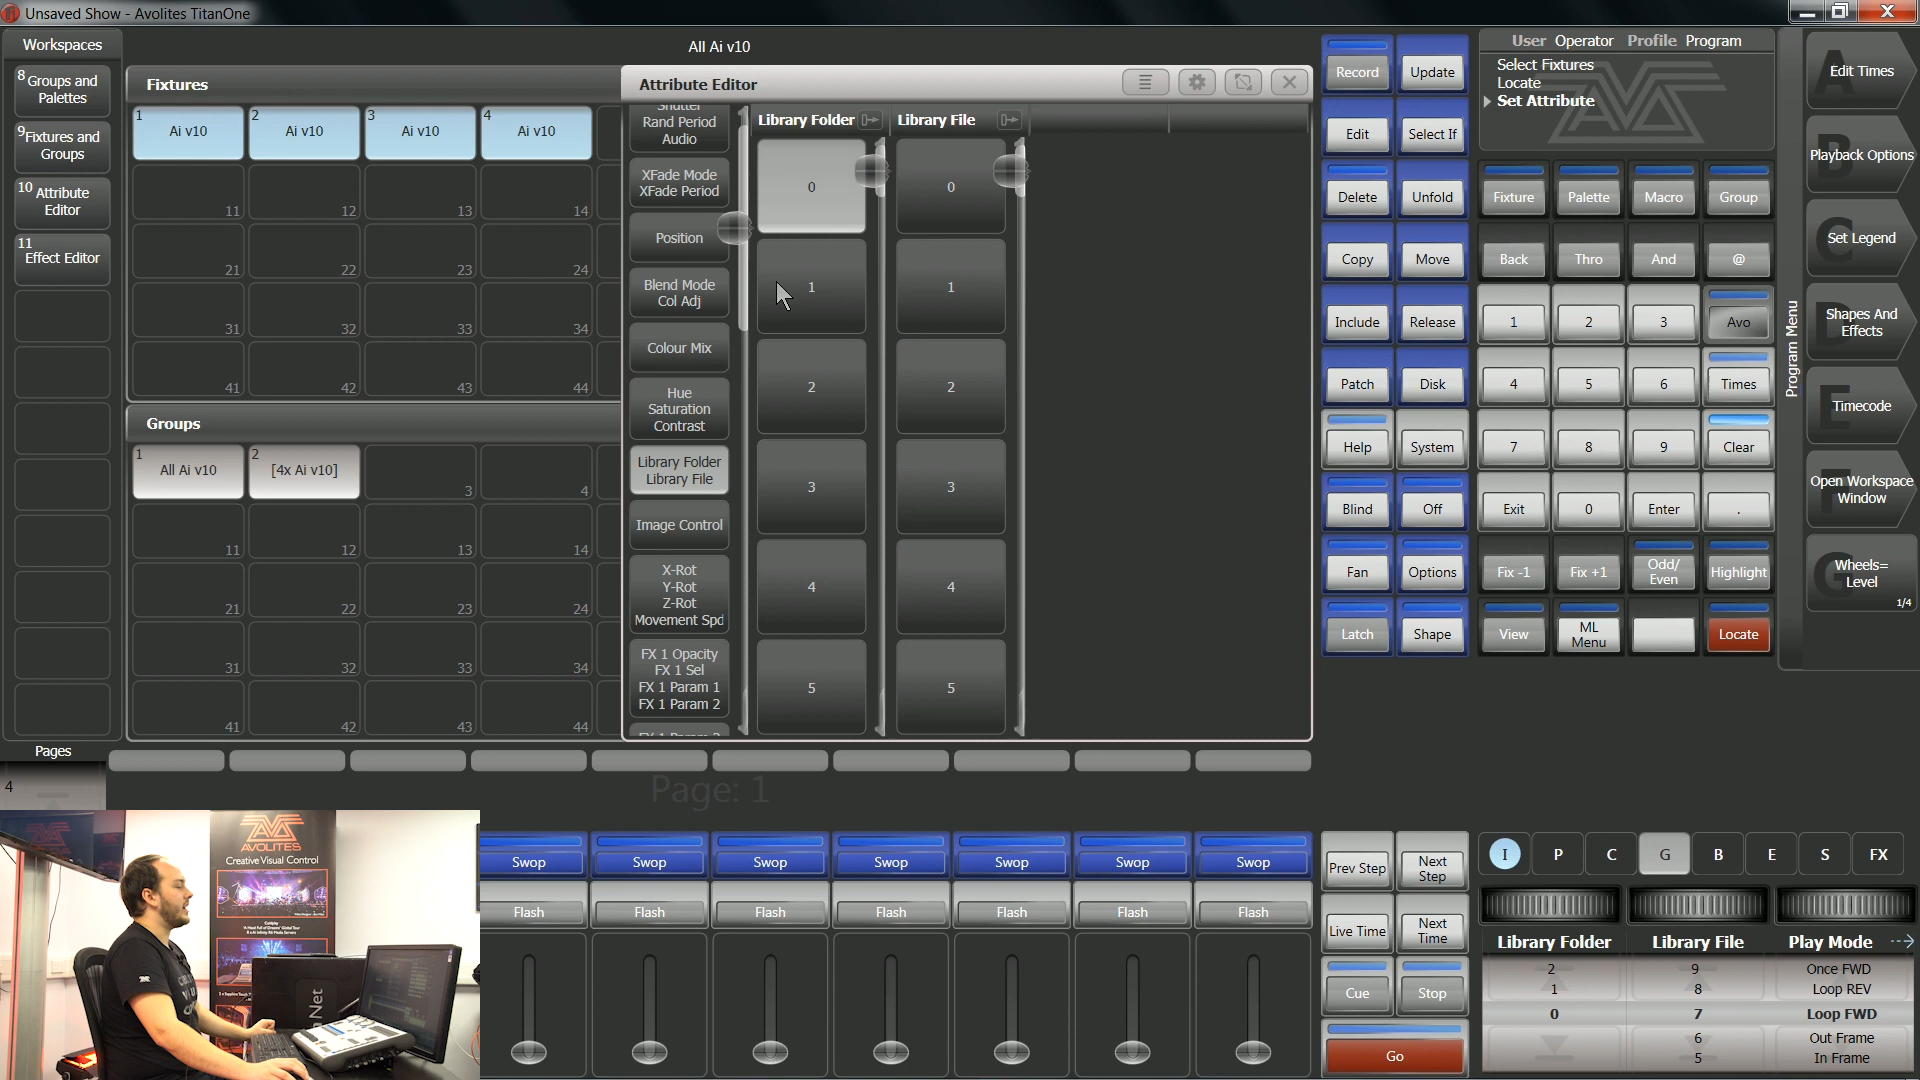 Unsaved Show - Avolites TitanOne
Workspaces
8 Groups and Palettes
9 Fixtures and Groups
10 Attribute Editor
11 Effect Editor
All Ai v10
Fixtures
1 Ai v10
2 Ai v10
3 Ai v10
4 Ai v10
11 12 13 14
21 22 23 24
31 32 33 34
41 42 43 44
Groups
1 All Ai v10
2 [4x Ai v10]
3 4
11 12 13 14
21 22 23 24
31 32 33 34
41 42 43 44
Attribute Editor
Shutter
Rand Period
Audio
XFade Mode
XFade Period
Position
Blend Mode
Col Adj
Colour Mix
Hue
Saturation
Contrast
Library Folder
Library File
Image Control
X-Rot
Y-Rot
Z-Rot
Movement Spd
FX 1 Opacity
FX 1 Sel
FX 1 Param 1
FX 1 Param 2
Library Folder
0
1
2
3
4
5
Library File
0
1
2
3
4
5
Record Update
Edit Select If
Delete Unfold
Copy Move
Include Release
Patch Disk
Help System
Blind Off
Fan Options
Latch Shape
User Operator Profile Program
Select Fixtures
Locate
Set Attribute
Fixture Palette Macro Group
Back Thro And @
1 2 3 Avo
4 5 6 Times
7 8 9 Clear
Exit 0 Enter .
Fix -1 Fix +1 Odd/Even Highlight
View ML Menu Locate
Program Menu
A Edit Times
B Playback Options
C Set Legend
D Shapes And Effects
E Timecode
F Open Workspace Window
G Wheels= Level
1/4
Pages
4
Page: 1
AVOLITES
Creative Visual Control
Net
Swop Swop Swop Swop Swop Swop Swop
Flash Flash Flash Flash Flash Flash Flash
Prev Step Next Step
Live Time Next Time
Cue Stop
Go
I P C G B E S FX
Library Folder Library File Play Mode
2 9 Once FWD
1 8 Loop REV
0 7 Loop FWD
6 Out Frame
5 In Frame